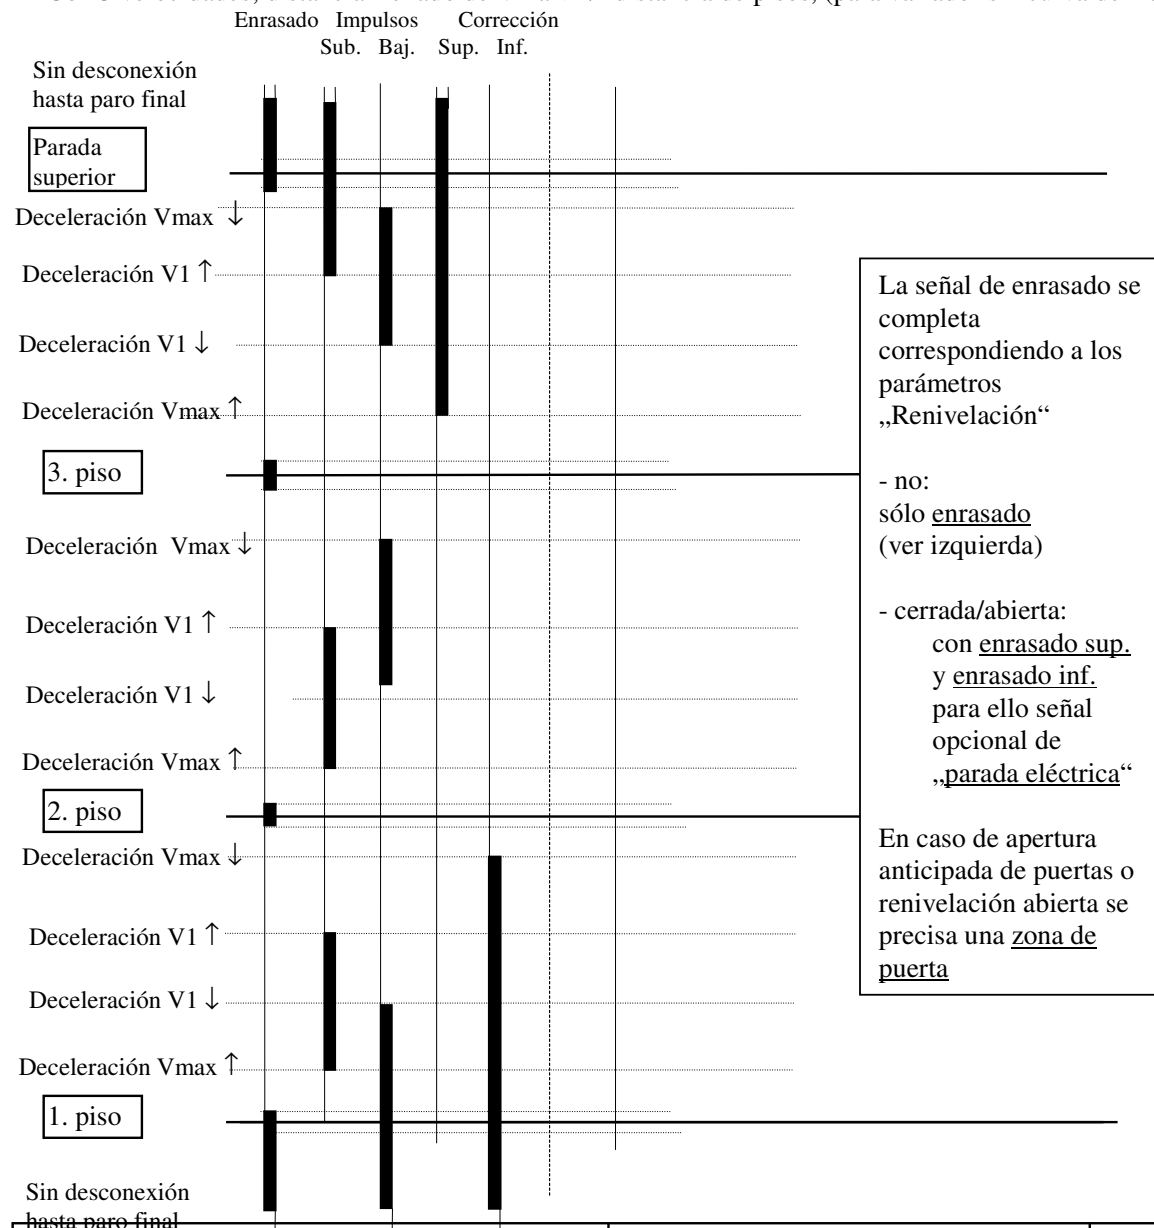 Enrasado Impulsos Corrección
Sub. Baj. Sup. Inf.
Sin desconexión
hasta paro final
Parada
superior
Deceleración Vmax ↓
Deceleración V1 ↑
Deceleración V1 ↓
Deceleración Vmax ↑
3. piso
Deceleración Vmax ↓
Deceleración V1 ↑
Deceleración V1 ↓
Deceleración Vmax ↑
2. piso
Deceleración Vmax ↓
Deceleración V1 ↑
Deceleración V1 ↓
Deceleración Vmax ↑
1. piso
Sin desconexión
hasta paro final
La señal de enrasado se
completa
correspondiendo a los
parámetros
„Renivelación“
- no:
sólo enrasado
(ver izquierda)
- cerrada/abierta:
con enrasado sup.
y enrasado inf.
para ello señal
opcional de
„parada eléctrica“
En caso de apertura
anticipada de puertas o
renivelación abierta se
precisa una zona de
puerta